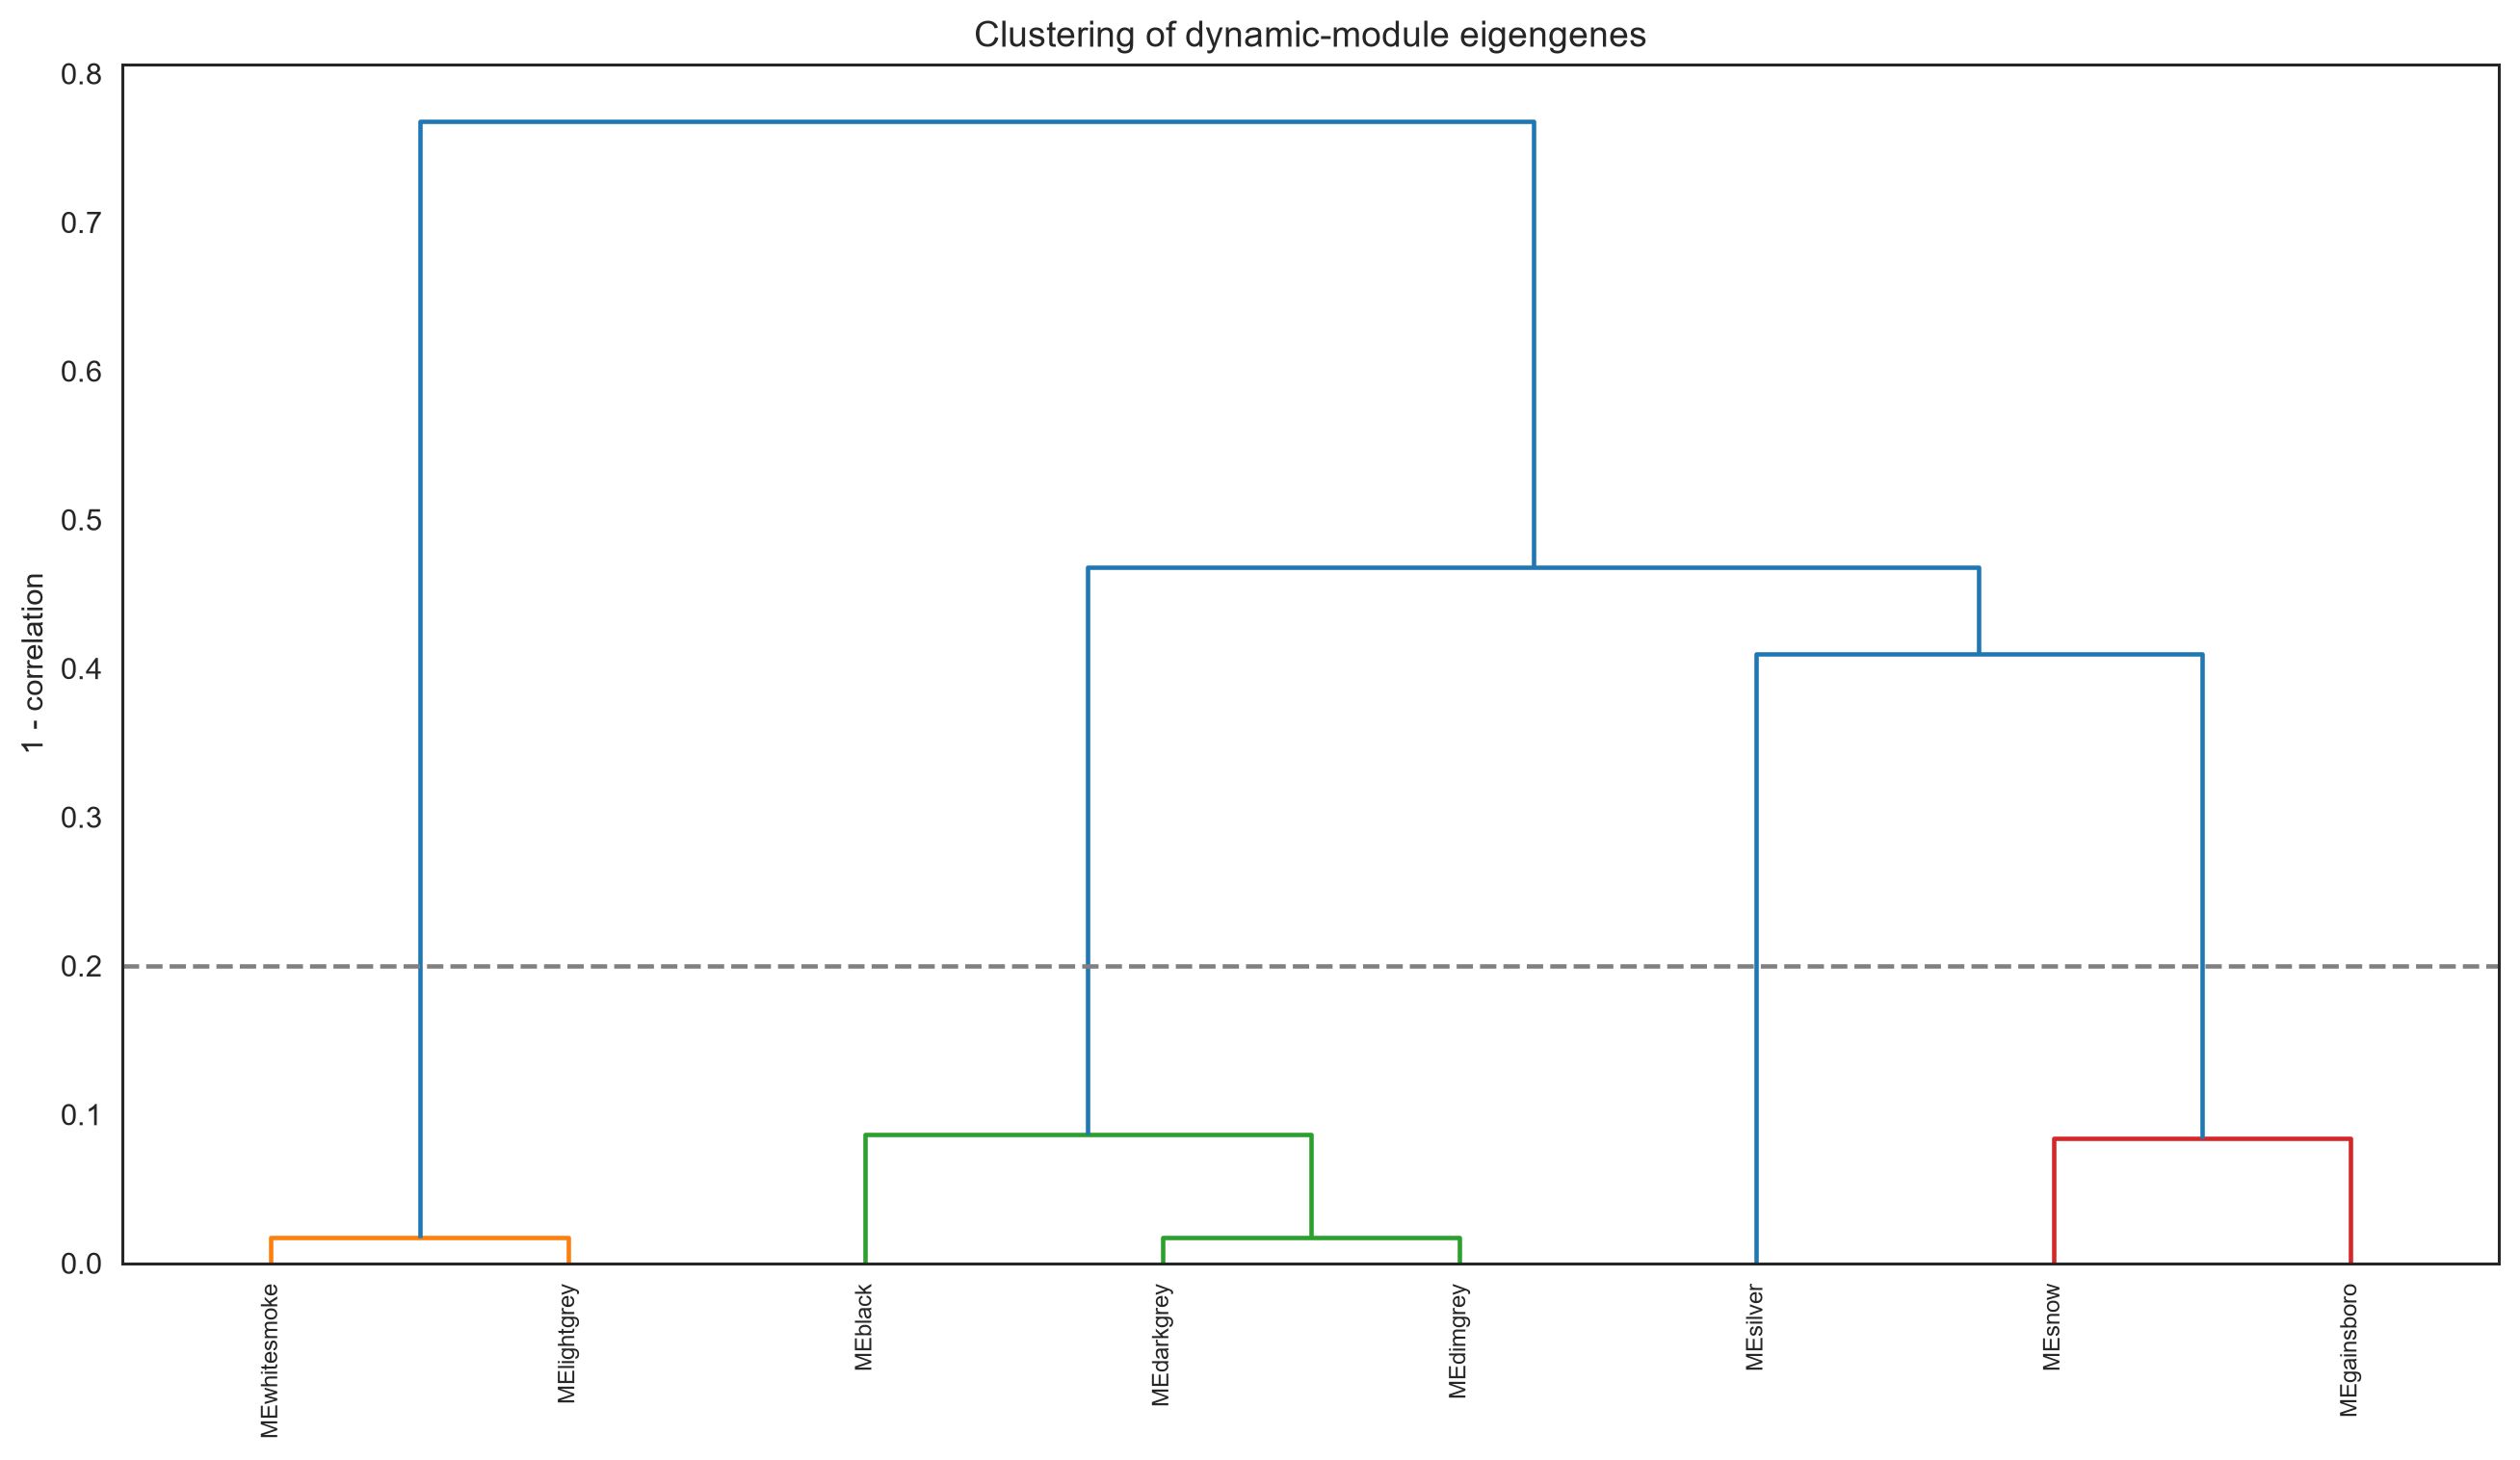 Clustering of dynamic-module eigengenes
0.8
0.7
0.6
0.5
0.4
0.3
0.2
0.1
0.0
1 - correlation
MEwhitesmoke
MElightgrey
MEblack
MEdarkgrey
MEdimgrey
MEsilver
MEsnow
MEgainsboro